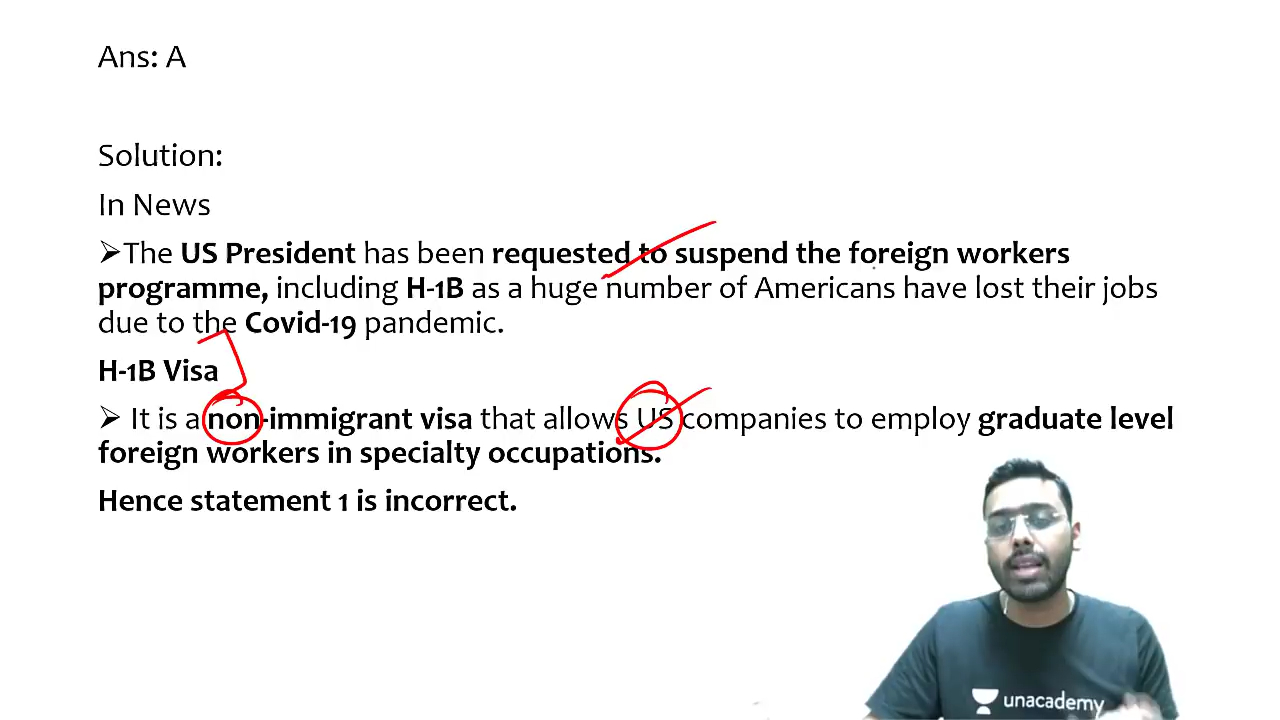 Ans: A
Solution:
In News
➢The US President has been requested to suspend the foreign workers
programme, including H-1B as a huge number of Americans have lost their jobs
due to the Covid-19 pandemic.
H-1B Visa
➢ It is a non-immigrant visa that allows US companies to employ graduate level
foreign workers in specialty occupations.
Hence statement 1 is incorrect.
unacademy